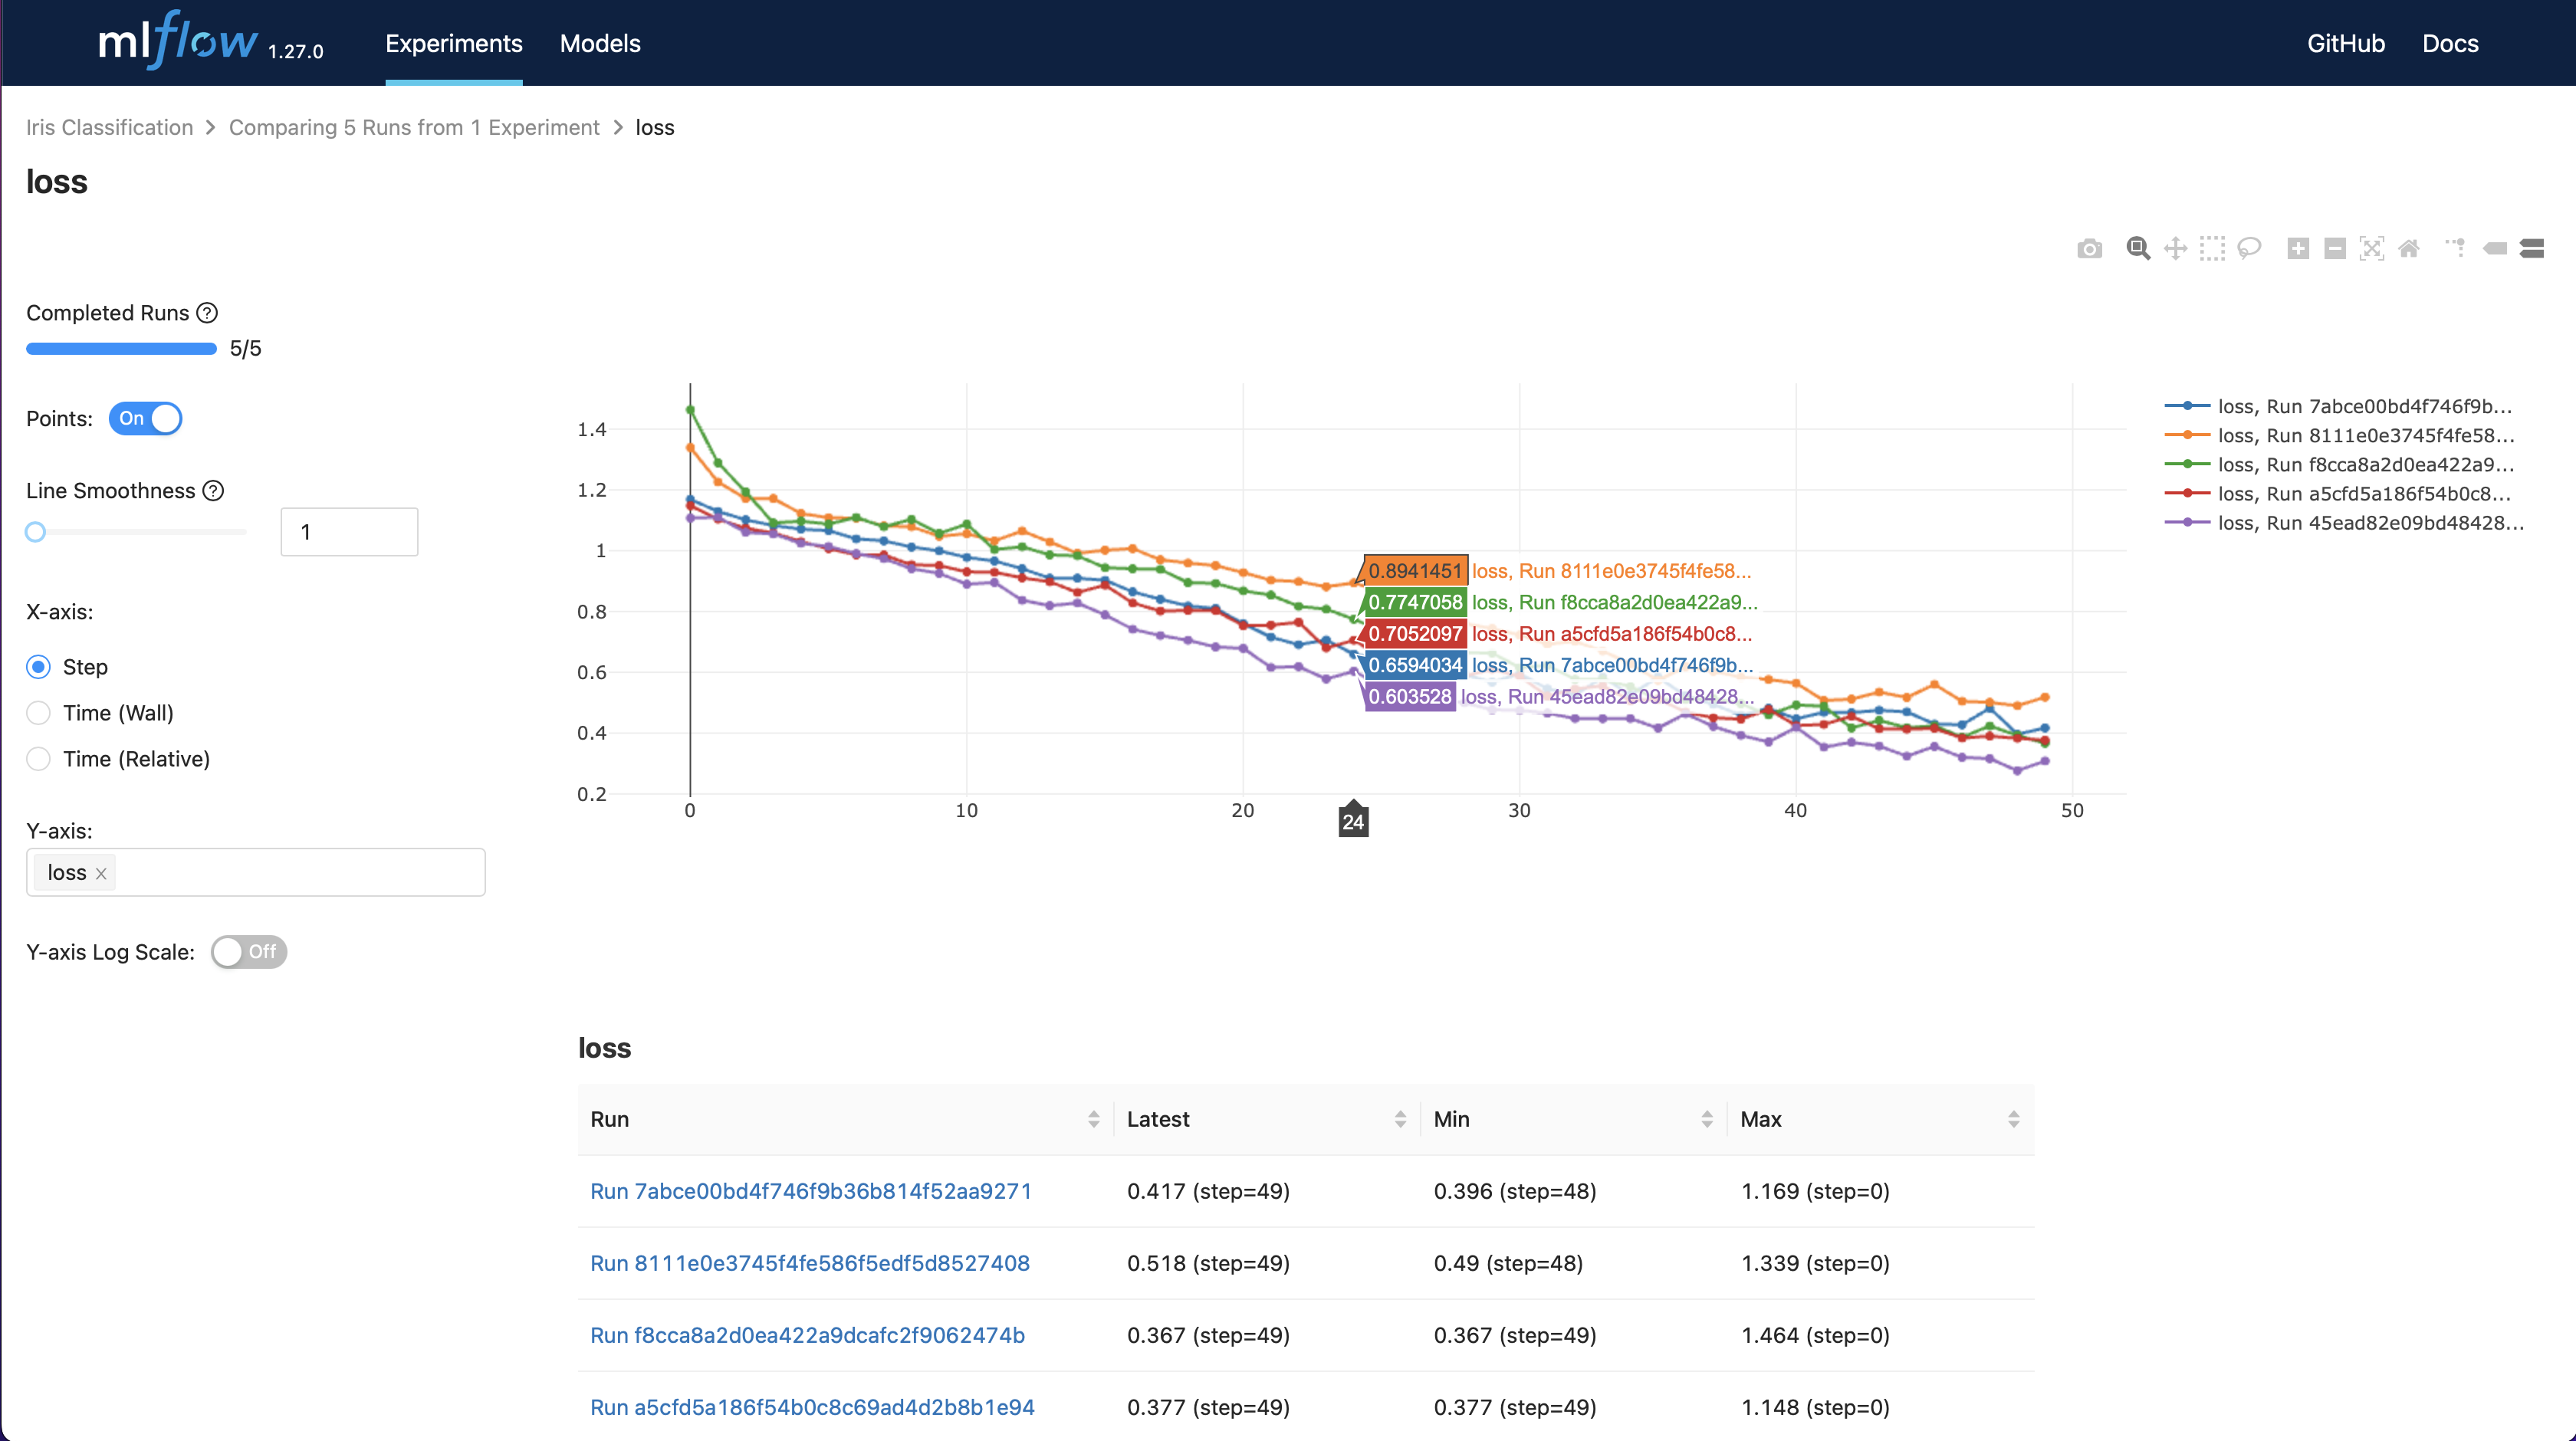 mlflow 1.27.0 Experiments Models GitHub Docs
Iris Classification > Comparing 5 Runs from 1 Experiment > loss
loss
Completed Runs ?
5/5
Points: On
Line Smoothness ?
1
X-axis:
Step
Time (Wall)
Time (Relative)
Y-axis:
loss ×
Y-axis Log Scale: Off
1.4
1.2
1
0.8
0.6
0.4
0.2
0 10 20 24 30 40 50
0.8941451 loss, Run 8111e0e3745f4fe58...
0.7747058 loss, Run f8cca8a2d0ea422a9...
0.7052097 loss, Run a5cfd5a186f54b0c8...
0.6594034 loss, Run 7abce00bd4f746f9b...
0.603528 loss, Run 45ead82e09bd48428...
loss, Run 7abce00bd4f746f9b...
loss, Run 8111e0e3745f4fe58...
loss, Run f8cca8a2d0ea422a9...
loss, Run a5cfd5a186f54b0c8...
loss, Run 45ead82e09bd48428...
loss
Run Latest Min Max
Run 7abce00bd4f746f9b36b814f52aa9271 0.417 (step=49) 0.396 (step=48) 1.169 (step=0)
Run 8111e0e3745f4fe586f5edf5d8527408 0.518 (step=49) 0.49 (step=48) 1.339 (step=0)
Run f8cca8a2d0ea422a9dcafc2f9062474b 0.367 (step=49) 0.367 (step=49) 1.464 (step=0)
Run a5cfd5a186f54b0c8c69ad4d2b8b1e94 0.377 (step=49) 0.377 (step=49) 1.148 (step=0)